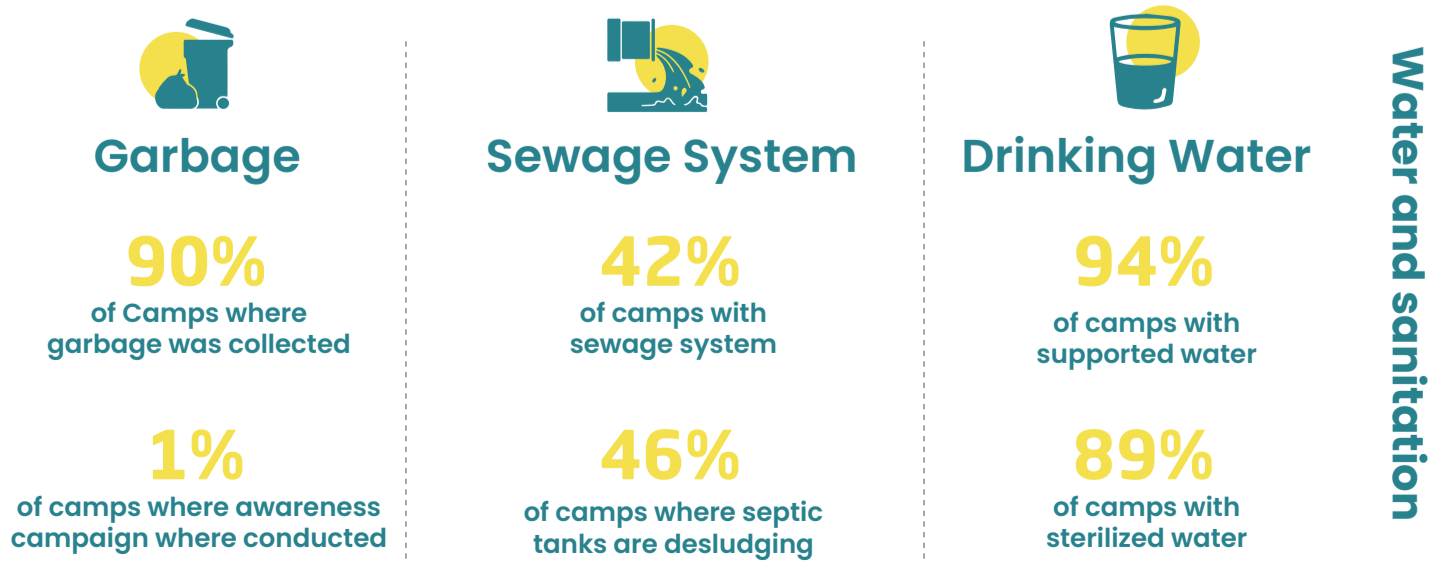 Garbage
90%
of Camps where
garbage was collected
1%
of camps where awareness
campaign where conducted
Sewage System
42%
of camps with
sewage system
46%
of camps where septic
tanks are desludging
Drinking Water
94%
of camps with
supported water
89%
of camps with
sterilized water
Water and sanitation